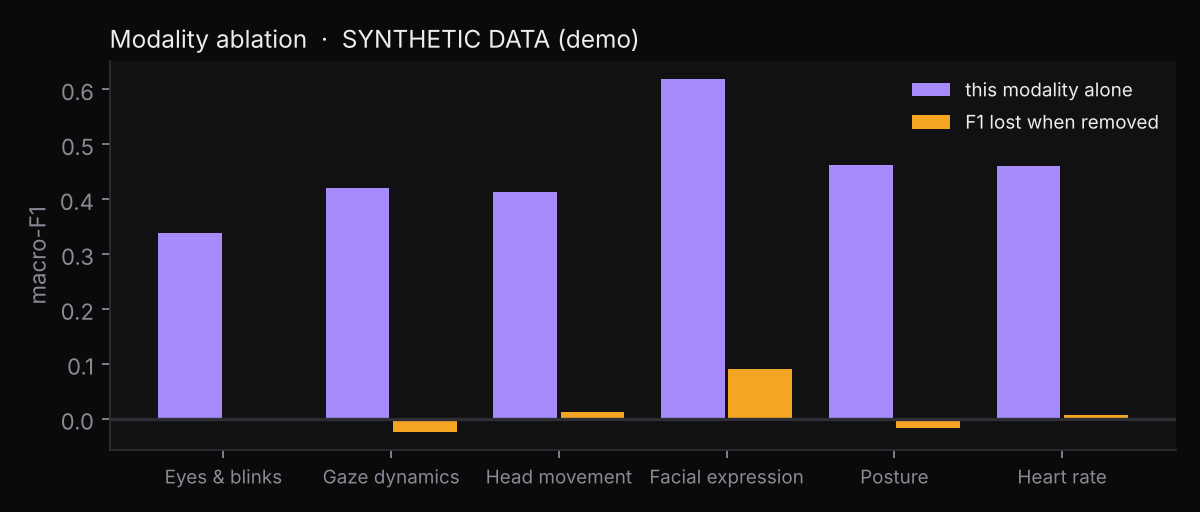 Modality ablation · SYNTHETIC DATA (demo)
this modality alone
F1 lost when removed
macro-F1
0.6
0.5
0.4
0.3
0.2
0.1
0.0
Eyes & blinks Gaze dynamics Head movement Facial expression Posture Heart rate